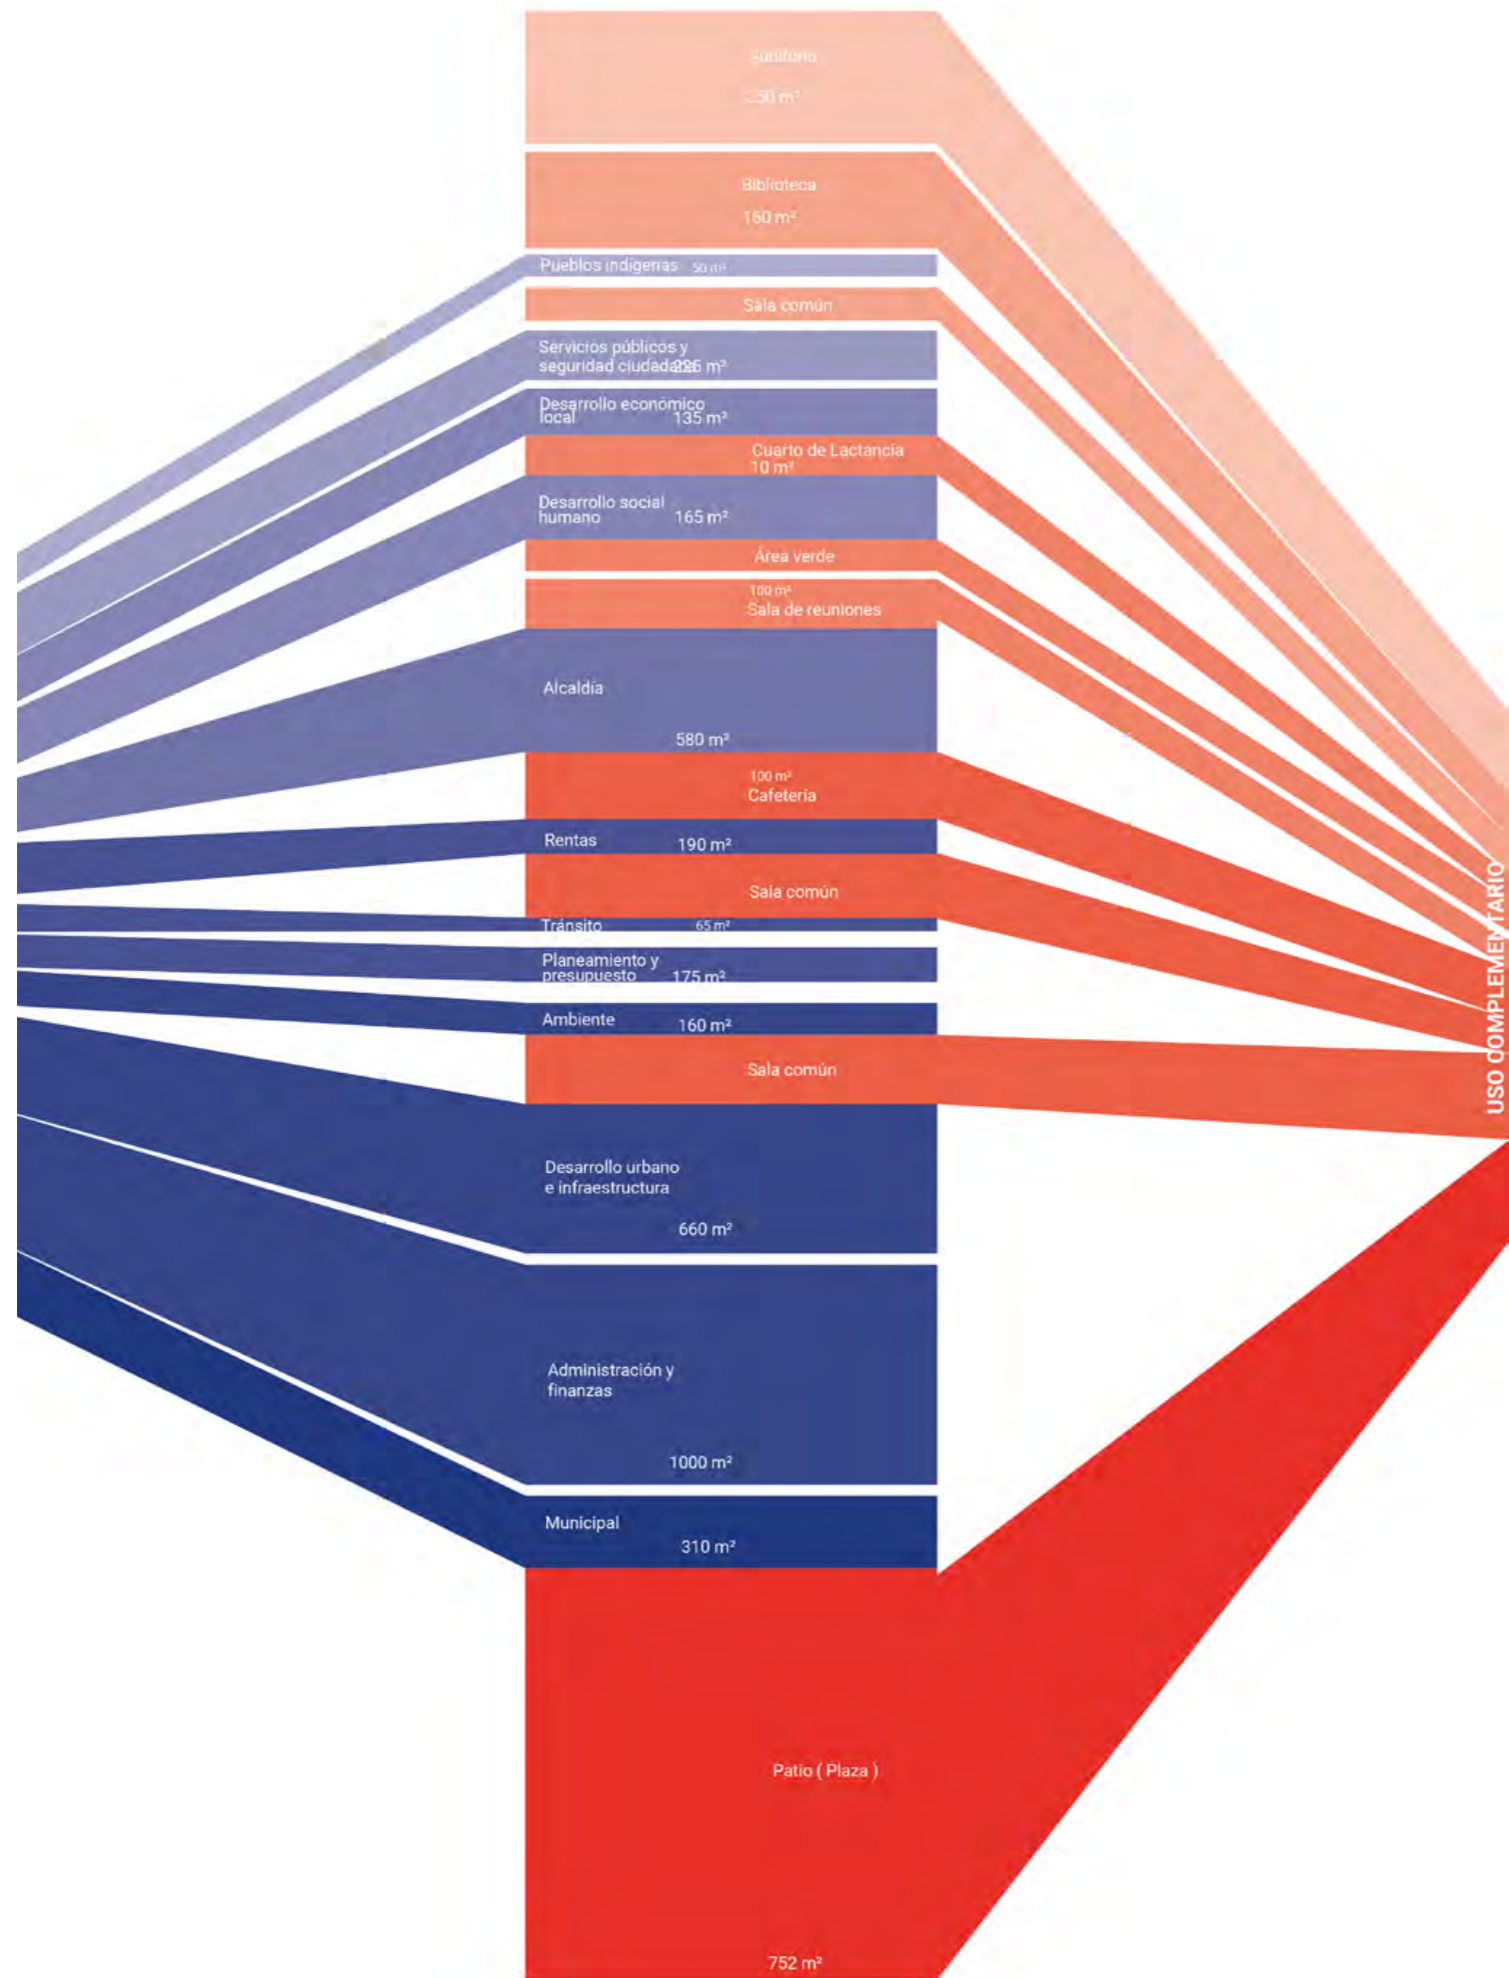 Auditorio
250 m²
Biblioteca
160 m²
Pueblos indígenas 50 m²
Sala común
Servicios públicos y
seguridad ciudadana m²
Desarrollo económico
local 135 m²
Cuarto de Lactancia
10 m²
Desarrollo social
humano 165 m²
Área verde
100 m²
Sala de reuniones
Alcaldía
580 m²
100 m²
Cafetería
Rentas 190 m²
Sala común
Tránsito 65 m²
Planeamiento y
presupuesto 175 m²
Ambiente 160 m²
Sala común
Desarrollo urbano
e infraestructura
660 m²
Administración y
finanzas
1000 m²
Municipal
310 m²
Patio ( Plaza )
752 m²
USO COMPLEMENTARIO